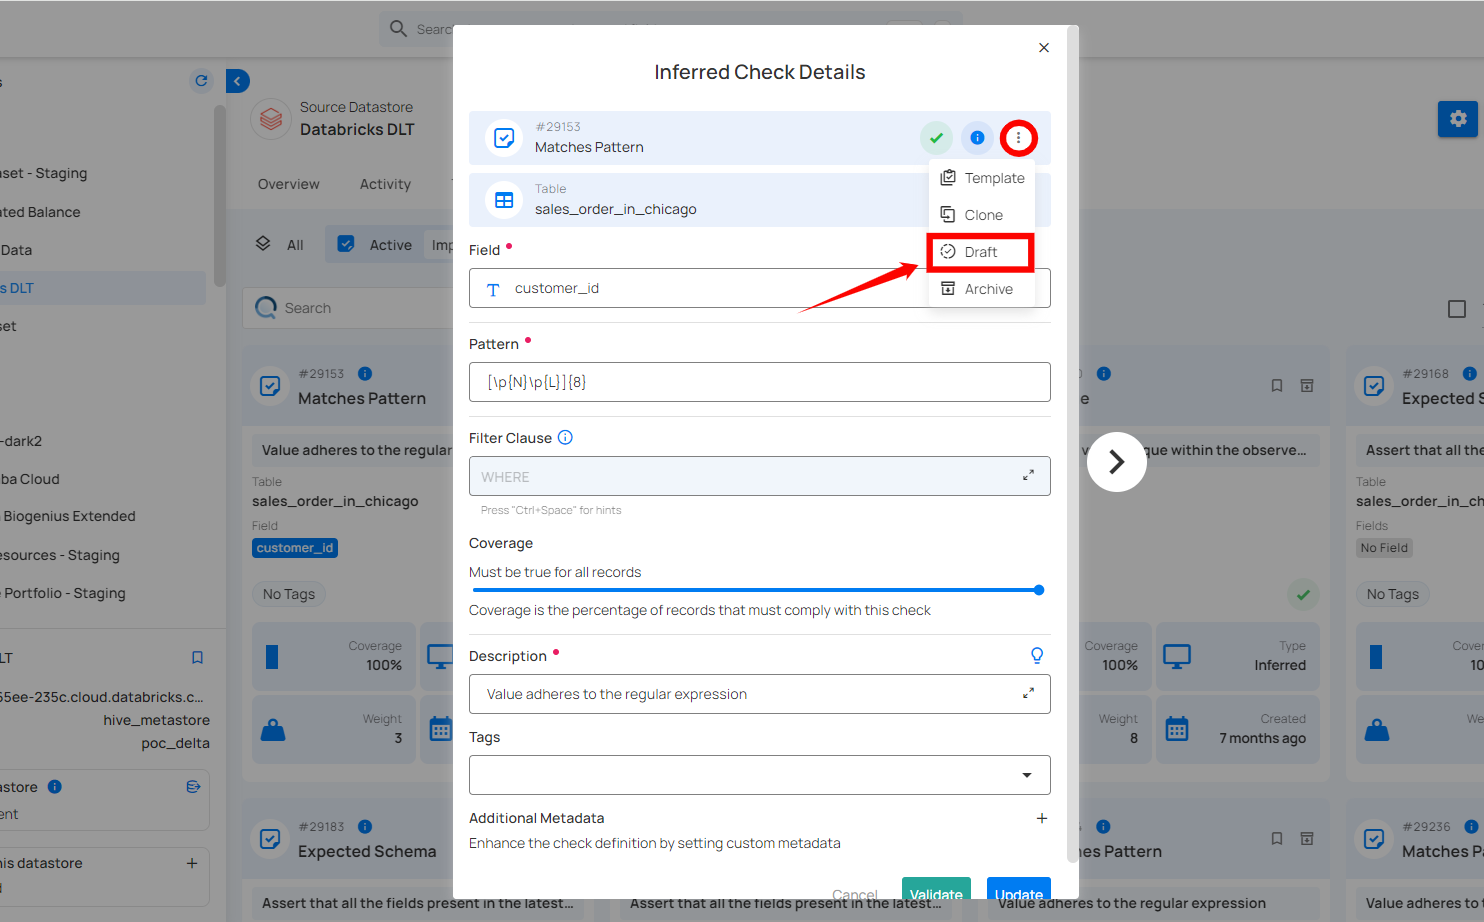 Searc
Inferred Check Details
Source Datastore
Databricks DLT
Overview
Activity
#29153
Matches Pattern
Table
sales_order_in_chicago
Template
Clone
Draft
Archive
set - Staging
ated Balance
Data
s DLT
set
-dark2
ba Cloud
Biogenius Extended
esources - Staging
Portfolio - Staging
All
Active
Imp
Search
Field
customer_id
Pattern
[\p{N}\p{L}]{8}
Filter Clause
WHERE
Press "Ctrl+Space" for hints
Coverage
Must be true for all records
Coverage is the percentage of records that must comply with this check
Description
Value adheres to the regular expression
Tags
Additional Metadata
Enhance the check definition by setting custom metadata
Cancel
Validate
Update
#29153
Matches Pattern
Value adheres to the regular
Table
sales_order_in_chicago
Field
customer_id
No Tags
Coverage
100%
Weight
3
que within the observe...
Coverage
100%
Type
Inferred
Weight
8
Created
7 months ago
#29168
Expected S
Assert that all the
Table
sales_order_in_ch
Fields
No Field
No Tags
Cover
10
We
LT
65ee-235c.cloud.databricks.c...
hive_metastore
poc_delta
astore
ent
his datastore
d
#29183
Expected Schema
Assert that all the fields present in the latest...
Assert that all the fields present in the latest...
nes Pattern
Value adheres to the regular expression
#29236
Matches Pa
Value adheres to t